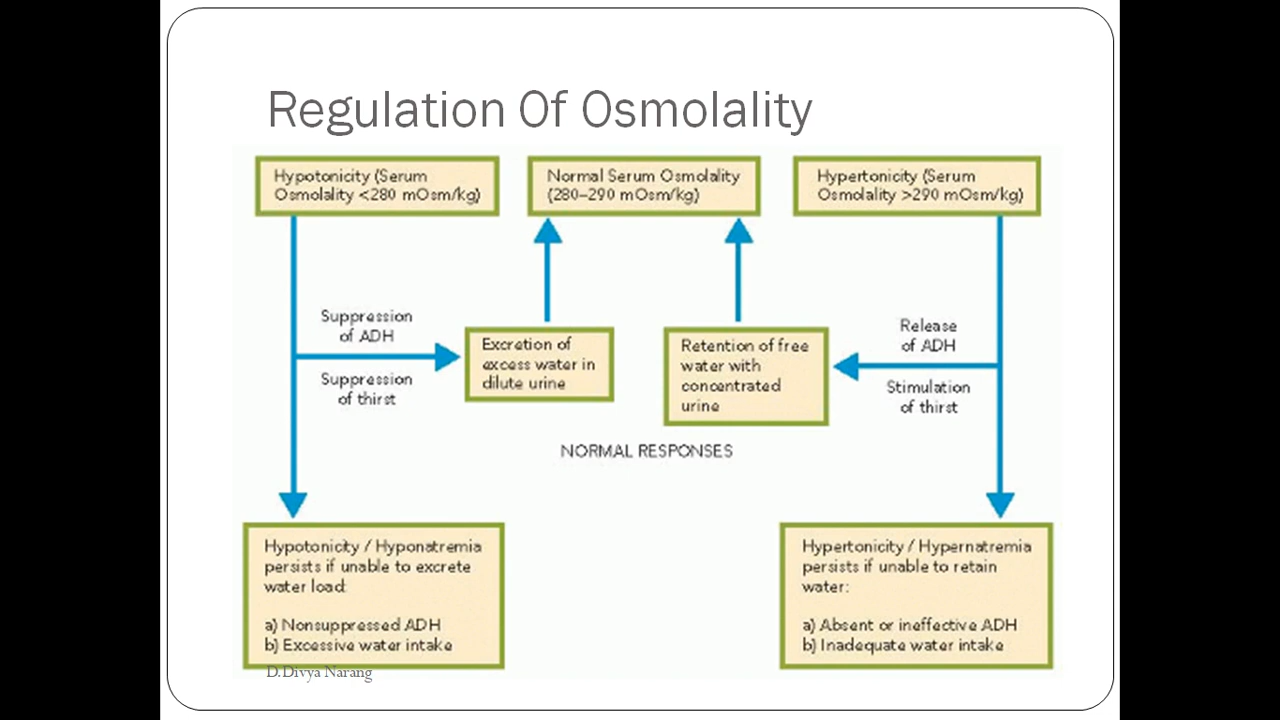 Regulation Of Osmolality
Hypotonicity (Serum
Osmolality <280 mOsm/kg)
Normal Serum Osmolality
(280–290 mOsm/kg)
Hypertonicity (Serum
Osmolality >290 mOsm/kg)
Suppression
of ADH
Suppression
of thirst
Excretion of
excess water in
dilute urine
Retention of free
water with
concentrated
urine
Release
of ADH
Stimulation
of thirst
NORMAL RESPONSES
Hypotonicity / Hyponatremia
persists if unable to excrete
water load:
a) Nonsuppressed ADH
b) Excessive water intake
Hypertonicity / Hypernatremia
persists if unable to retain
water:
a) Absent or ineffective ADH
b) Inadequate water intake
D.Divya Narang